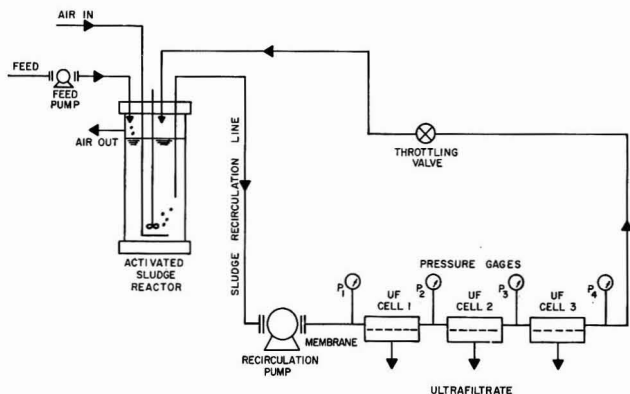 AIR IN
FEED
FEED
PUMP
AIR OUT
ACTIVATED
SLUDGE
REACTOR
SLUDGE RECIRCULATION LINE
THROTTLING
VALVE
PRESSURE GAGES
P1
P2
P3
P4
UF
CELL 1
UF
CELL 2
UF
CELL 3
MEMBRANE
RECIRCULATION
PUMP
ULTRAFILTRATE